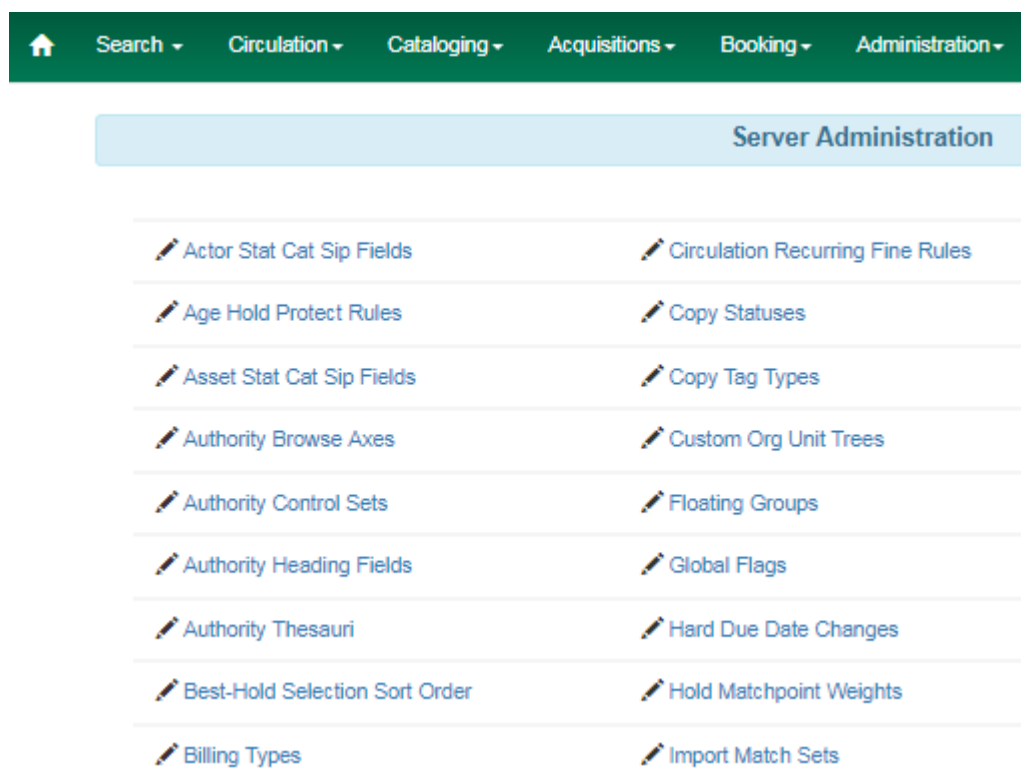 Search Circulation Cataloging Acquisitions Booking Administration
Server Administration
Actor Stat Cat Sip Fields Circulation Recurring Fine Rules
Age Hold Protect Rules Copy Statuses
Asset Stat Cat Sip Fields Copy Tag Types
Authority Browse Axes Custom Org Unit Trees
Authority Control Sets Floating Groups
Authority Heading Fields Global Flags
Authority Thesauri Hard Due Date Changes
Best-Hold Selection Sort Order Hold Matchpoint Weights
Billing Types Import Match Sets